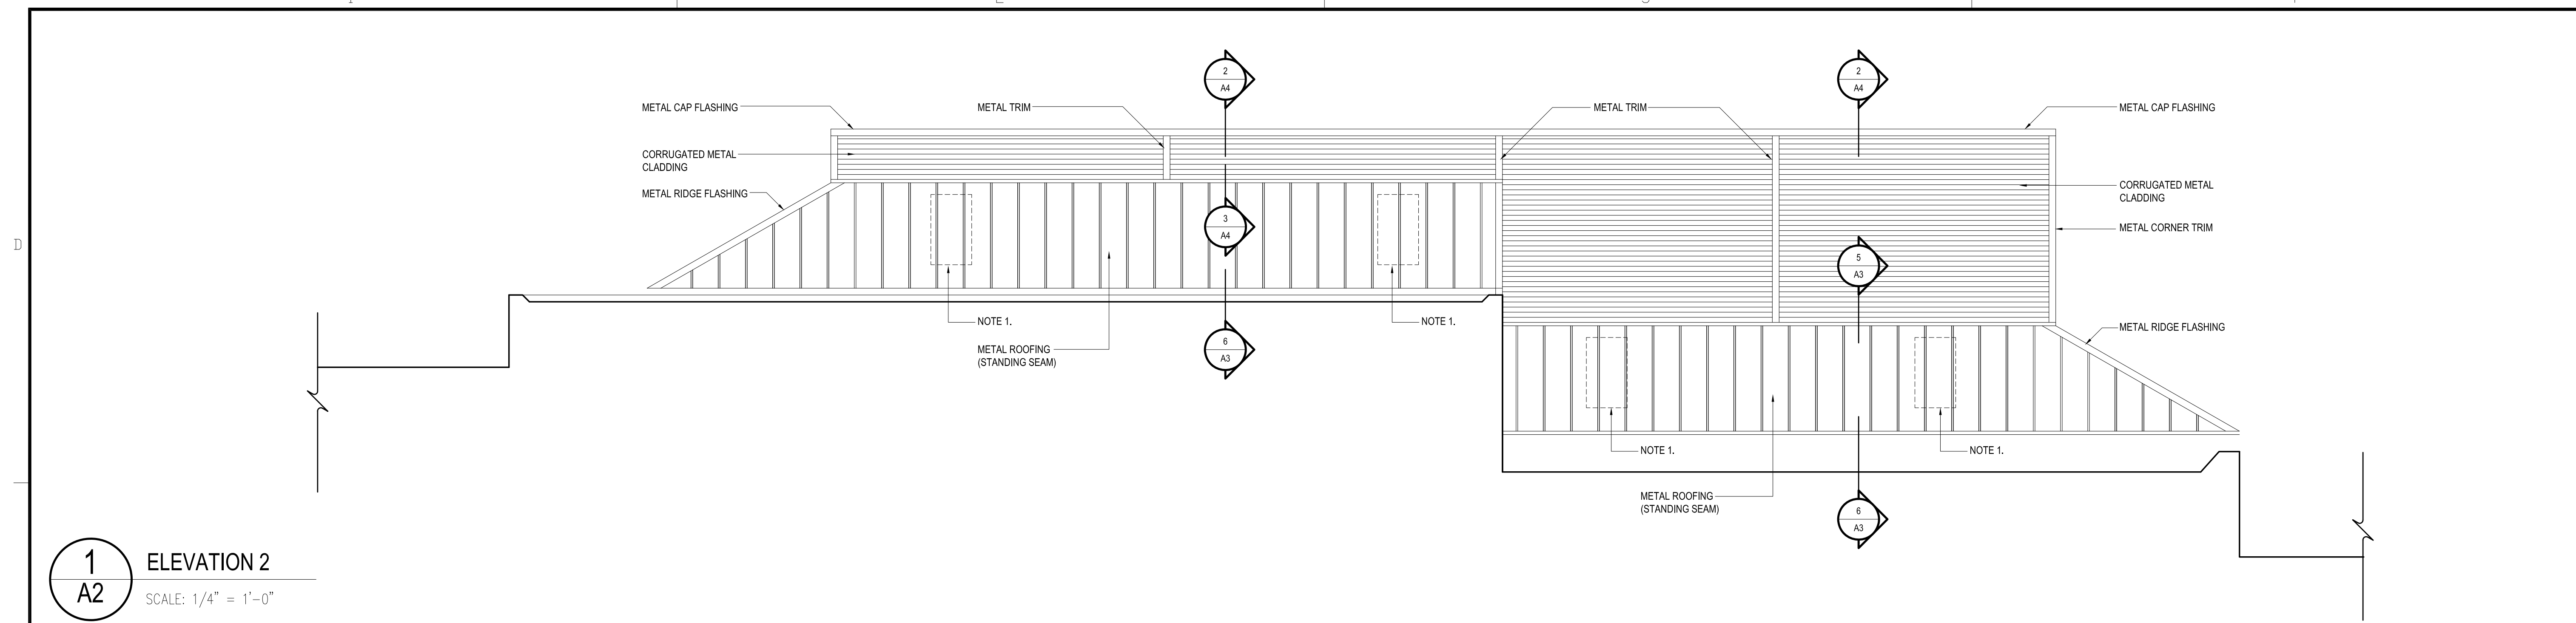 2
A4
2
A4
METAL CAP FLASHING
METAL TRIM
METAL TRIM
METAL CAP FLASHING
CORRUGATED METAL
CLADDING
METAL RIDGE FLASHING
CORRUGATED METAL
CLADDING
METAL CORNER TRIM
3
A4
D
5
A3
NOTE 1.
NOTE 1.
METAL RIDGE FLASHING
METAL ROOFING
(STANDING SEAM)
6
A3
NOTE 1.
NOTE 1.
METAL ROOFING
(STANDING SEAM)
6
A3
1
A2
ELEVATION 2
SCALE: 1/4" = 1'-0"